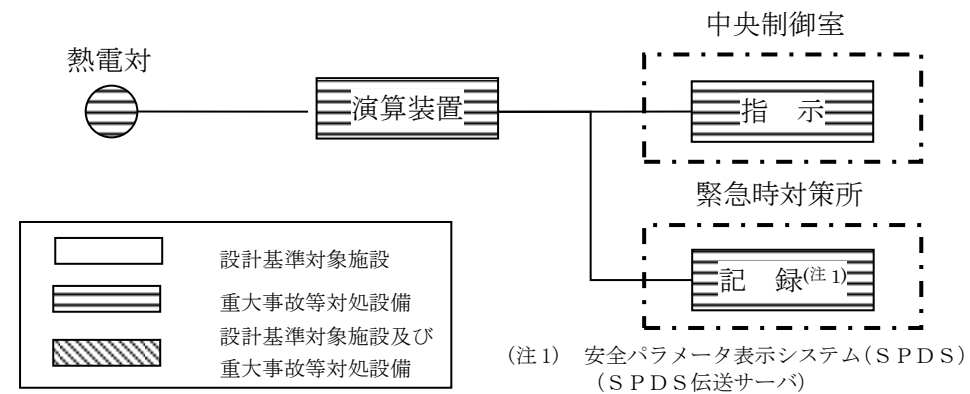 中央制御室
熱電対
演算装置
指　示
緊急時対策所
記　録(注1)
設計基準対象施設
重大事故等対処設備
設計基準対象施設及び
重大事故等対処設備
(注1)　安全パラメータ表示システム(ＳＰＤＳ)
(ＳＰＤＳ伝送サーバ)